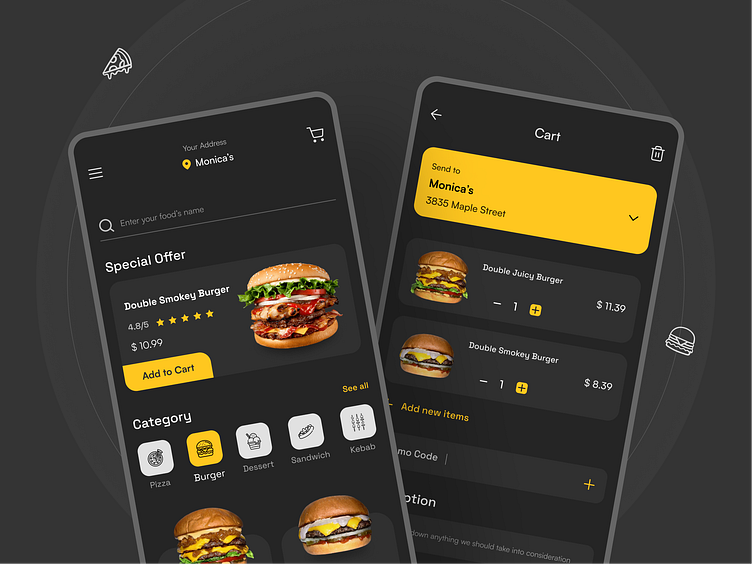 Your Address
Monica's
Enter your food's name
Special Offer
Double Smokey Burger
4.8/5
$ 10.99
Add to Cart
Category
See all
Pizza
Burger
Dessert
Sandwich
Kebab
Cart
Send to
Monica's
3835 Maple Street
Double Juicy Burger
1
$ 11.39
Double Smokey Burger
1
$ 8.39
Add new items
mo Code
ption
down anything we should take into consideration